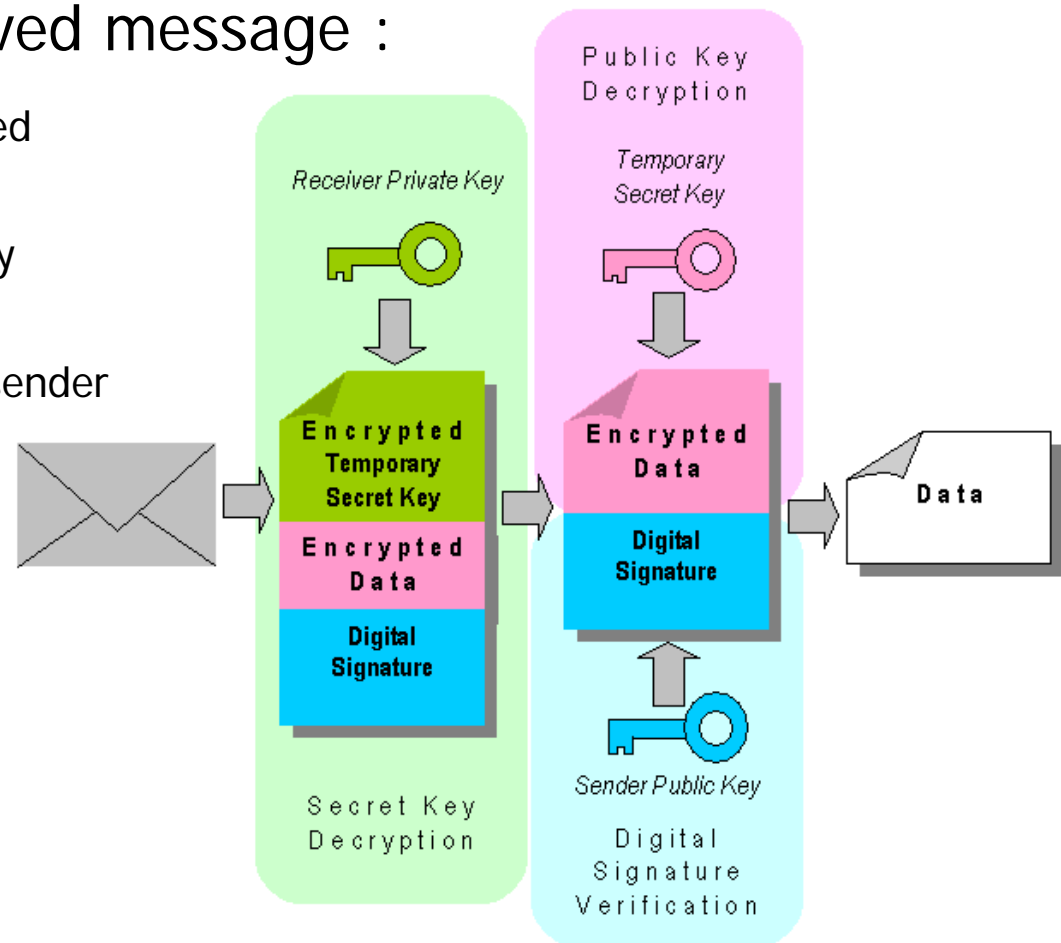 ved message :
ed
y
ender
Receiver Private Key
Encrypted
Temporary
Secret Key
Encrypted
Data
Digital
Signature
Secret Key
Decryption
Public Key
Decryption
Temporary
Secret Key
Encrypted
Data
Digital
Signature
Sender Public Key
Digital
Signature
Verification
Data